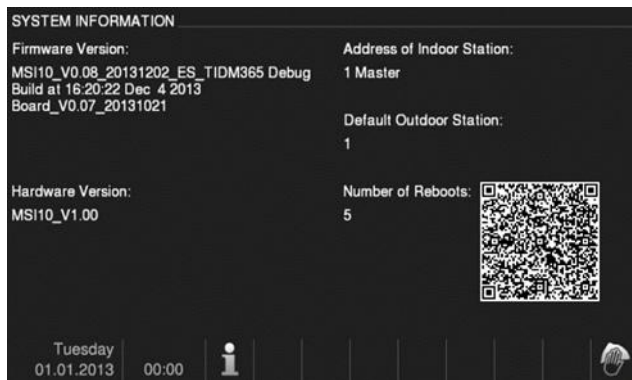 SYSTEM INFORMATION
Firmware Version:
MSI10_V0.08_20131202_ES_TIDM365 Debug
Build at 16:20:22 Dec 4 2013
Board_V0.07_20131021
Address of Indoor Station:
1 Master
Default Outdoor Station:
1
Hardware Version:
MSI10_V1.00
Number of Reboots:
5
Tuesday
01.01.2013
00:00